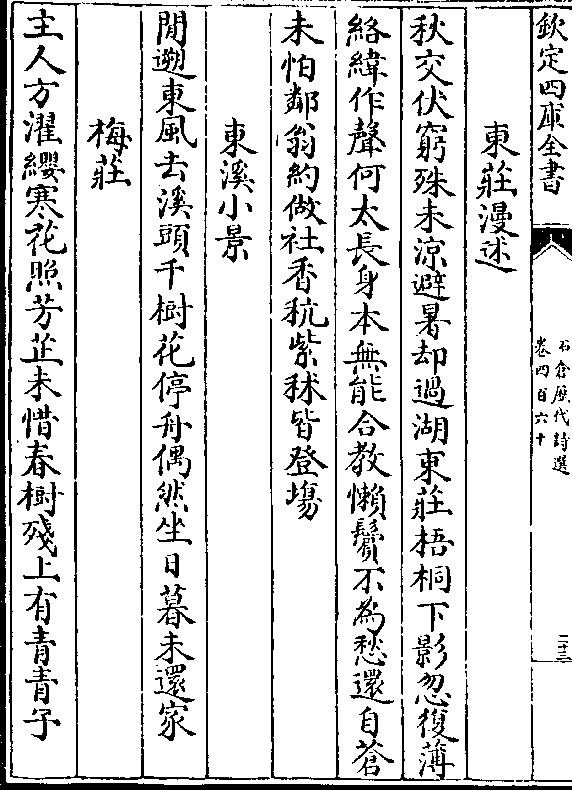 欽定四庫全書
石倉歷代詩選
卷四百六十
二十三
東莊漫述
秋交伏窮殊未涼避暑却過湖東莊梧桐下影忽復薄
絡緯作聲何太長身本無能合教懶鬢不為愁還自蒼
未怕鄰翁約做社香秔紫秫皆登塲
東溪小景
閒遡東風去溪頭千樹花停舟偶然坐日暮未還家
梅莊
主人方濯纓寒花照芳芷未惜春樹殘上有青青子